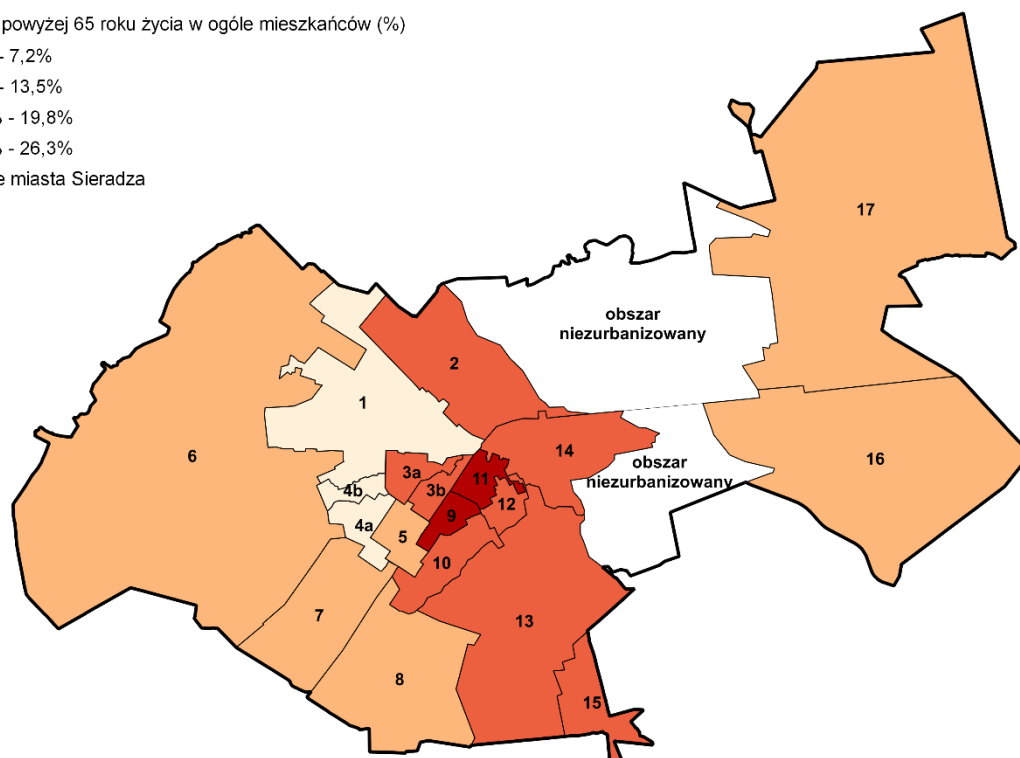 powyżej 65 roku życia w ogóle mieszkańców (%)
- 7,2%
- 13,5%
- 19,8%
- 26,3%
miasta Sieradza
17
obszar
niezurbanizowany
2
1
6
14
obszar
niezurbanizowany
16
3a
11
4b
3b
12
9
4a
5
10
7
13
8
15